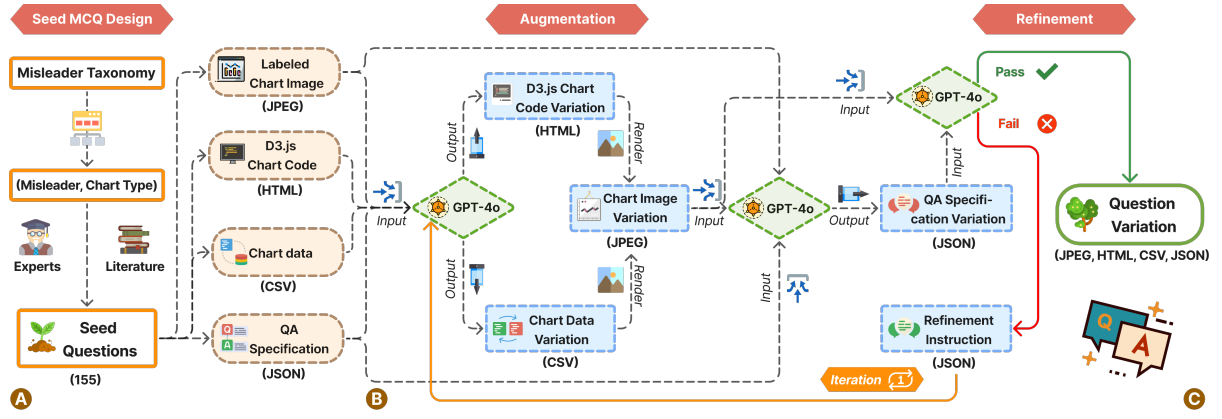 Seed MCQ Design
Augmentation
Refinement
Misleader Taxonomy
(Misleader, Chart Type)
Experts
Literature
Seed
Questions
(155)
A
Labeled
Chart Image
(JPEG)
D3.js
Chart Code
(HTML)
Chart data
(CSV)
Q
A
QA
Specification
(JSON)
B
Input
GPT-4o
Output
Output
D3.js Chart
Code Variation
(HTML)
Render
Chart Image
Variation
(JPEG)
Render
Chart Data
Variation
(CSV)
Input
GPT-4o
Input
Output
QA Specifi-
cation Variation
(JSON)
Input
Input
GPT-4o
Pass
Fail
Question
Variation
(JPEG, HTML, CSV, JSON)
Refinement
Instruction
(JSON)
Iteration
1
Q
A
C